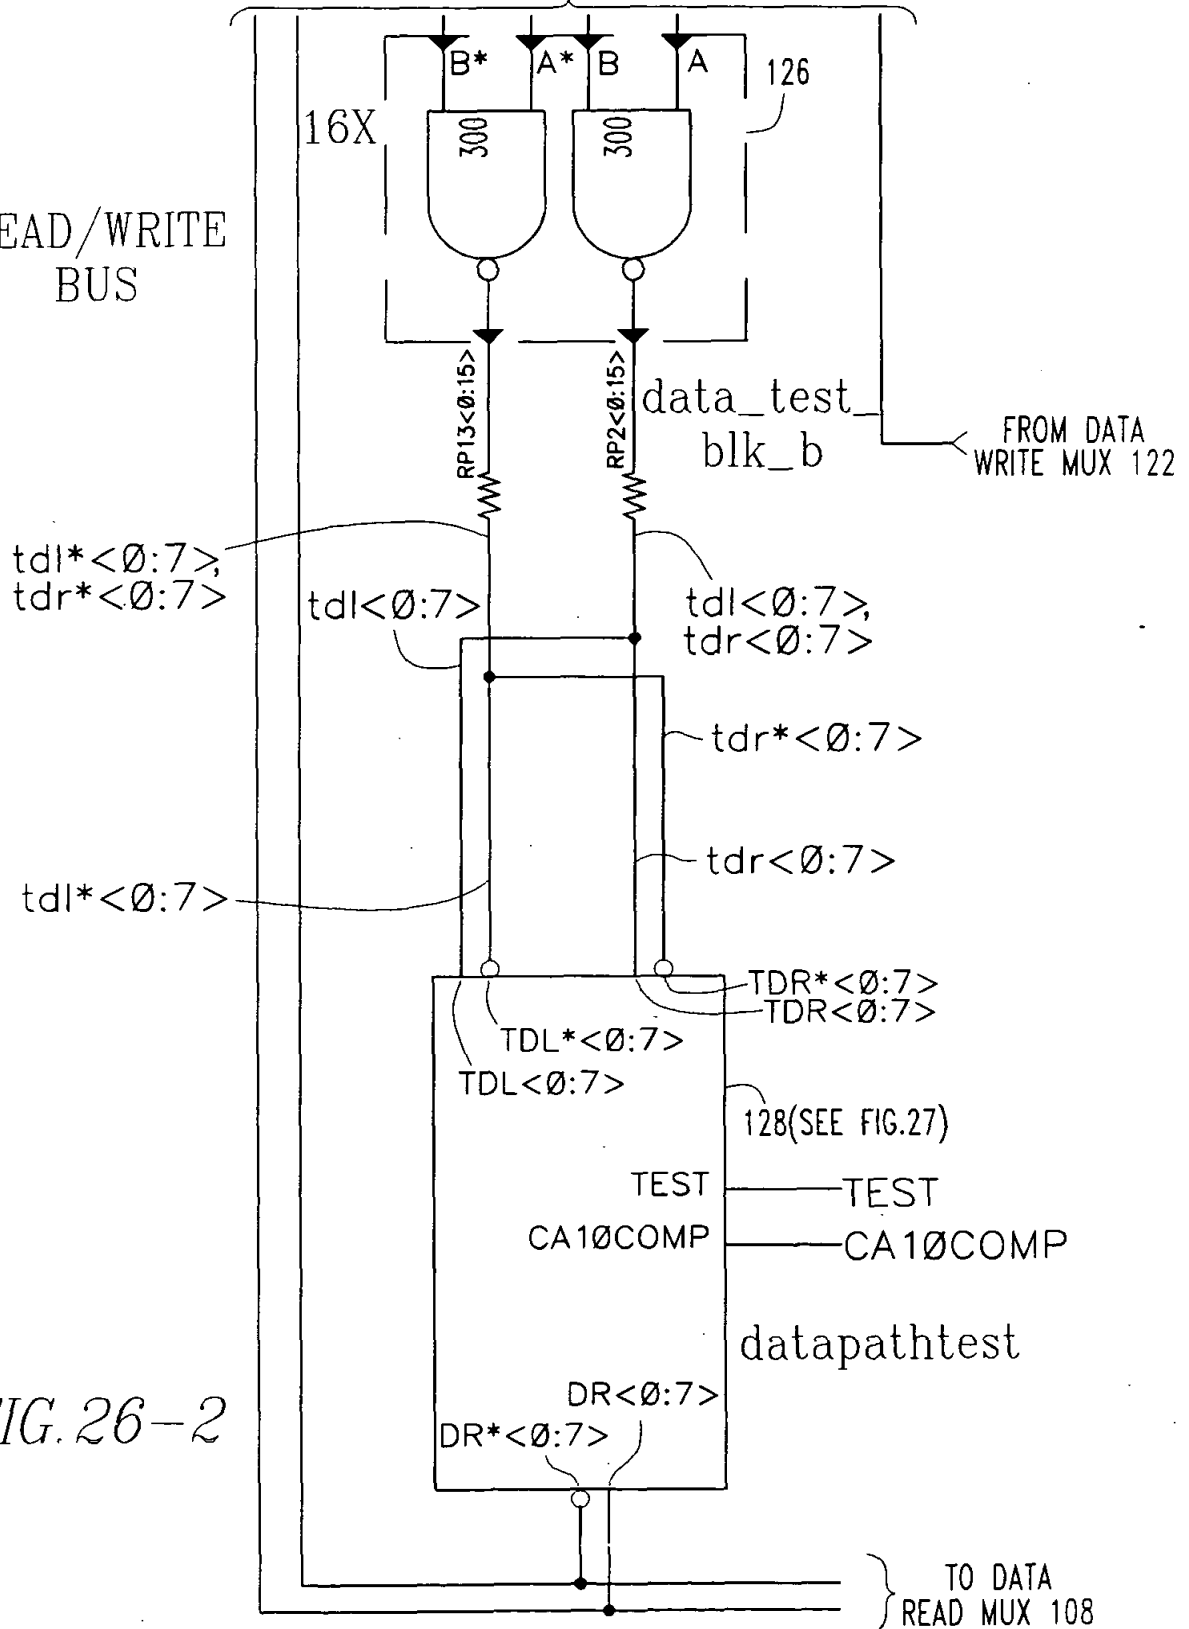 B* A* B A
126
16X
300 300
EAD/WRITE
BUS
RP13<0:15>
RP2<0:15>
data_test_
blk_b
FROM DATA
WRITE MUX 122
tdl*<Ø:7>,
tdr*<Ø:7>
tdl<Ø:7>
tdl<Ø:7>,
tdr<Ø:7>
tdr*<Ø:7>
tdr<Ø:7>
tdl*<Ø:7>
TDR*<Ø:7>
TDR<Ø:7>
TDL*<Ø:7>
TDL<Ø:7>
128(SEE FIG.27)
TEST TEST
CA1ØCOMP CA1ØCOMP
datapathtest
DR<Ø:7>
IG. 26-2
DR*<Ø:7>
TO DATA
READ MUX 108